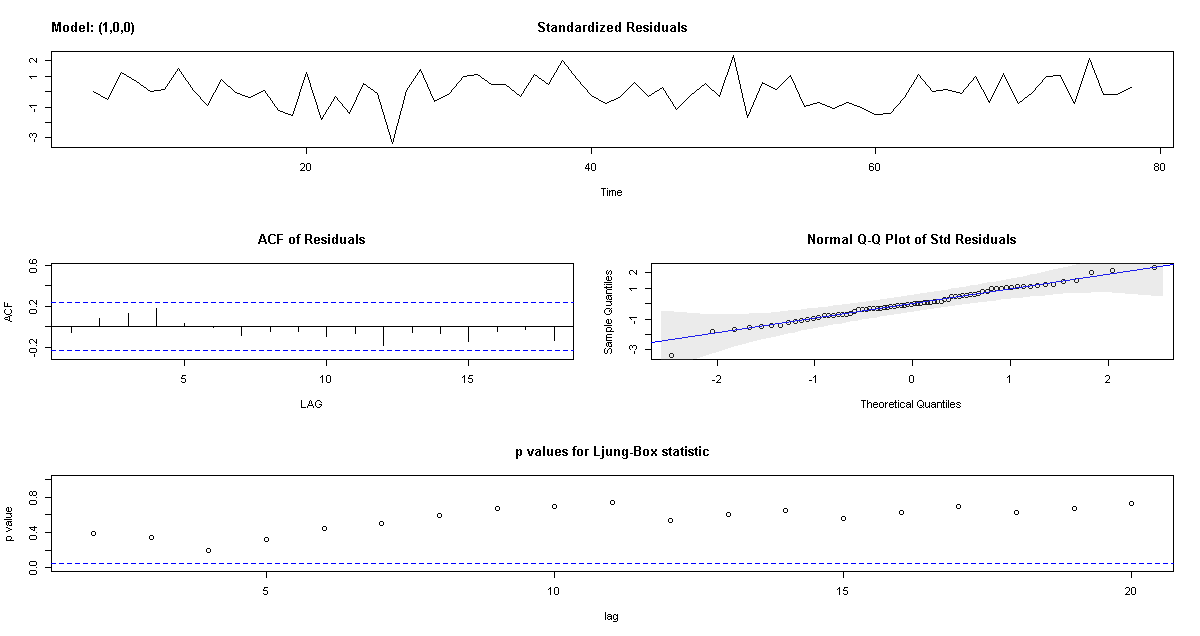 Model: (1,0,0) Standardized Residuals
2
1
-1
-3
20 40 60 80
Time
ACF of Residuals
0.6
0.2
-0.2
ACF
5 10 15
LAG
Normal Q-Q Plot of Std Residuals
2
1
-1
-3
Sample Quantiles
-2 -1 0 1 2
Theoretical Quantiles
p values for Ljung-Box statistic
0.8
0.4
0.0
p value
5 10 15 20
lag